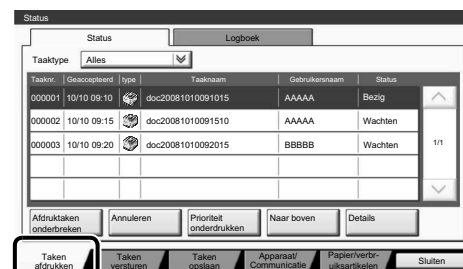 Status
Status Logboek
Taaktype Alles
Taaknr. Geaccepteerd type Taaknaam Gebruikersnaam Status
000001 10/10 09:10 doc20081010091015 AAAAA Bezig
000002 10/10 09:15 doc20081010091510 AAAAA Wachten
000003 10/10 09:20 doc20081010092015 BBBBB Wachten
1/1
Afdruktaken onderbreken Annuleren Prioriteit onderdrukken Naar boven Details
Taken afdrukken Taken versturen Taken opslaan Apparaat/ Communicatie Papier/verbr- uiksartikelen Sluiten